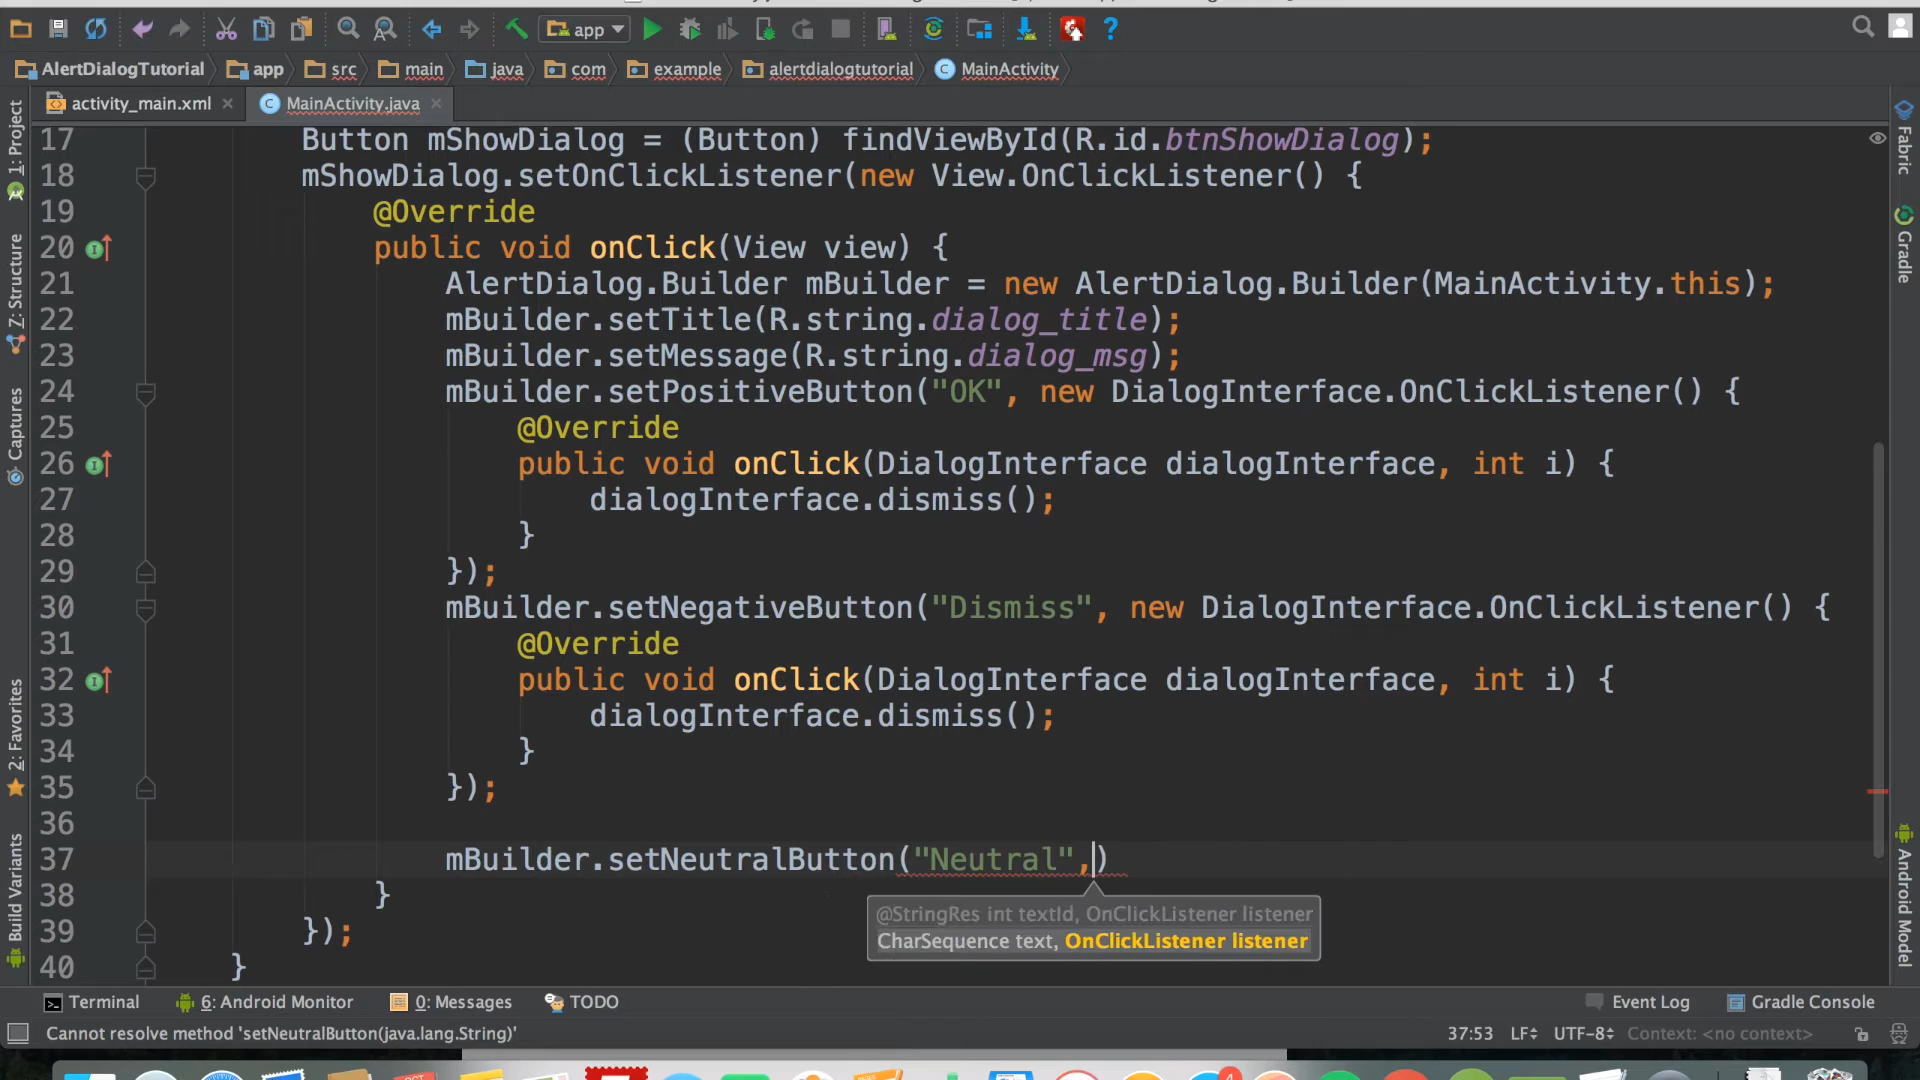 app
AlertDialogTutorial app src main java com example alertdialogtutorial MainActivity
activity_main.xml MainActivity.java
1: Project
Z: Structure
Captures
2: Favorites
Build Variants
17 Button mShowDialog = (Button) findViewById(R.id.btnShowDialog);
18 mShowDialog.setOnClickListener(new View.OnClickListener() {
19 @Override
20 public void onClick(View view) {
21 AlertDialog.Builder mBuilder = new AlertDialog.Builder(MainActivity.this);
22 mBuilder.setTitle(R.string.dialog_title);
23 mBuilder.setMessage(R.string.dialog_msg);
24 mBuilder.setPositiveButton("OK", new DialogInterface.OnClickListener() {
25 @Override
26 public void onClick(DialogInterface dialogInterface, int i) {
27 dialogInterface.dismiss();
28 }
29 });
30 mBuilder.setNegativeButton("Dismiss", new DialogInterface.OnClickListener() {
31 @Override
32 public void onClick(DialogInterface dialogInterface, int i) {
33 dialogInterface.dismiss();
34 }
35 });
36
37 mBuilder.setNeutralButton("Neutral",)
38 }
39 });
40 }
@StringRes int textId, OnClickListener listener
CharSequence text, OnClickListener listener
Fabric
Gradle
Android Model
Terminal 6: Android Monitor 0: Messages TODO Event Log Gradle Console
Cannot resolve method 'setNeutralButton(java.lang.String)' 37:53 LF UTF-8 Context: <no context>
4